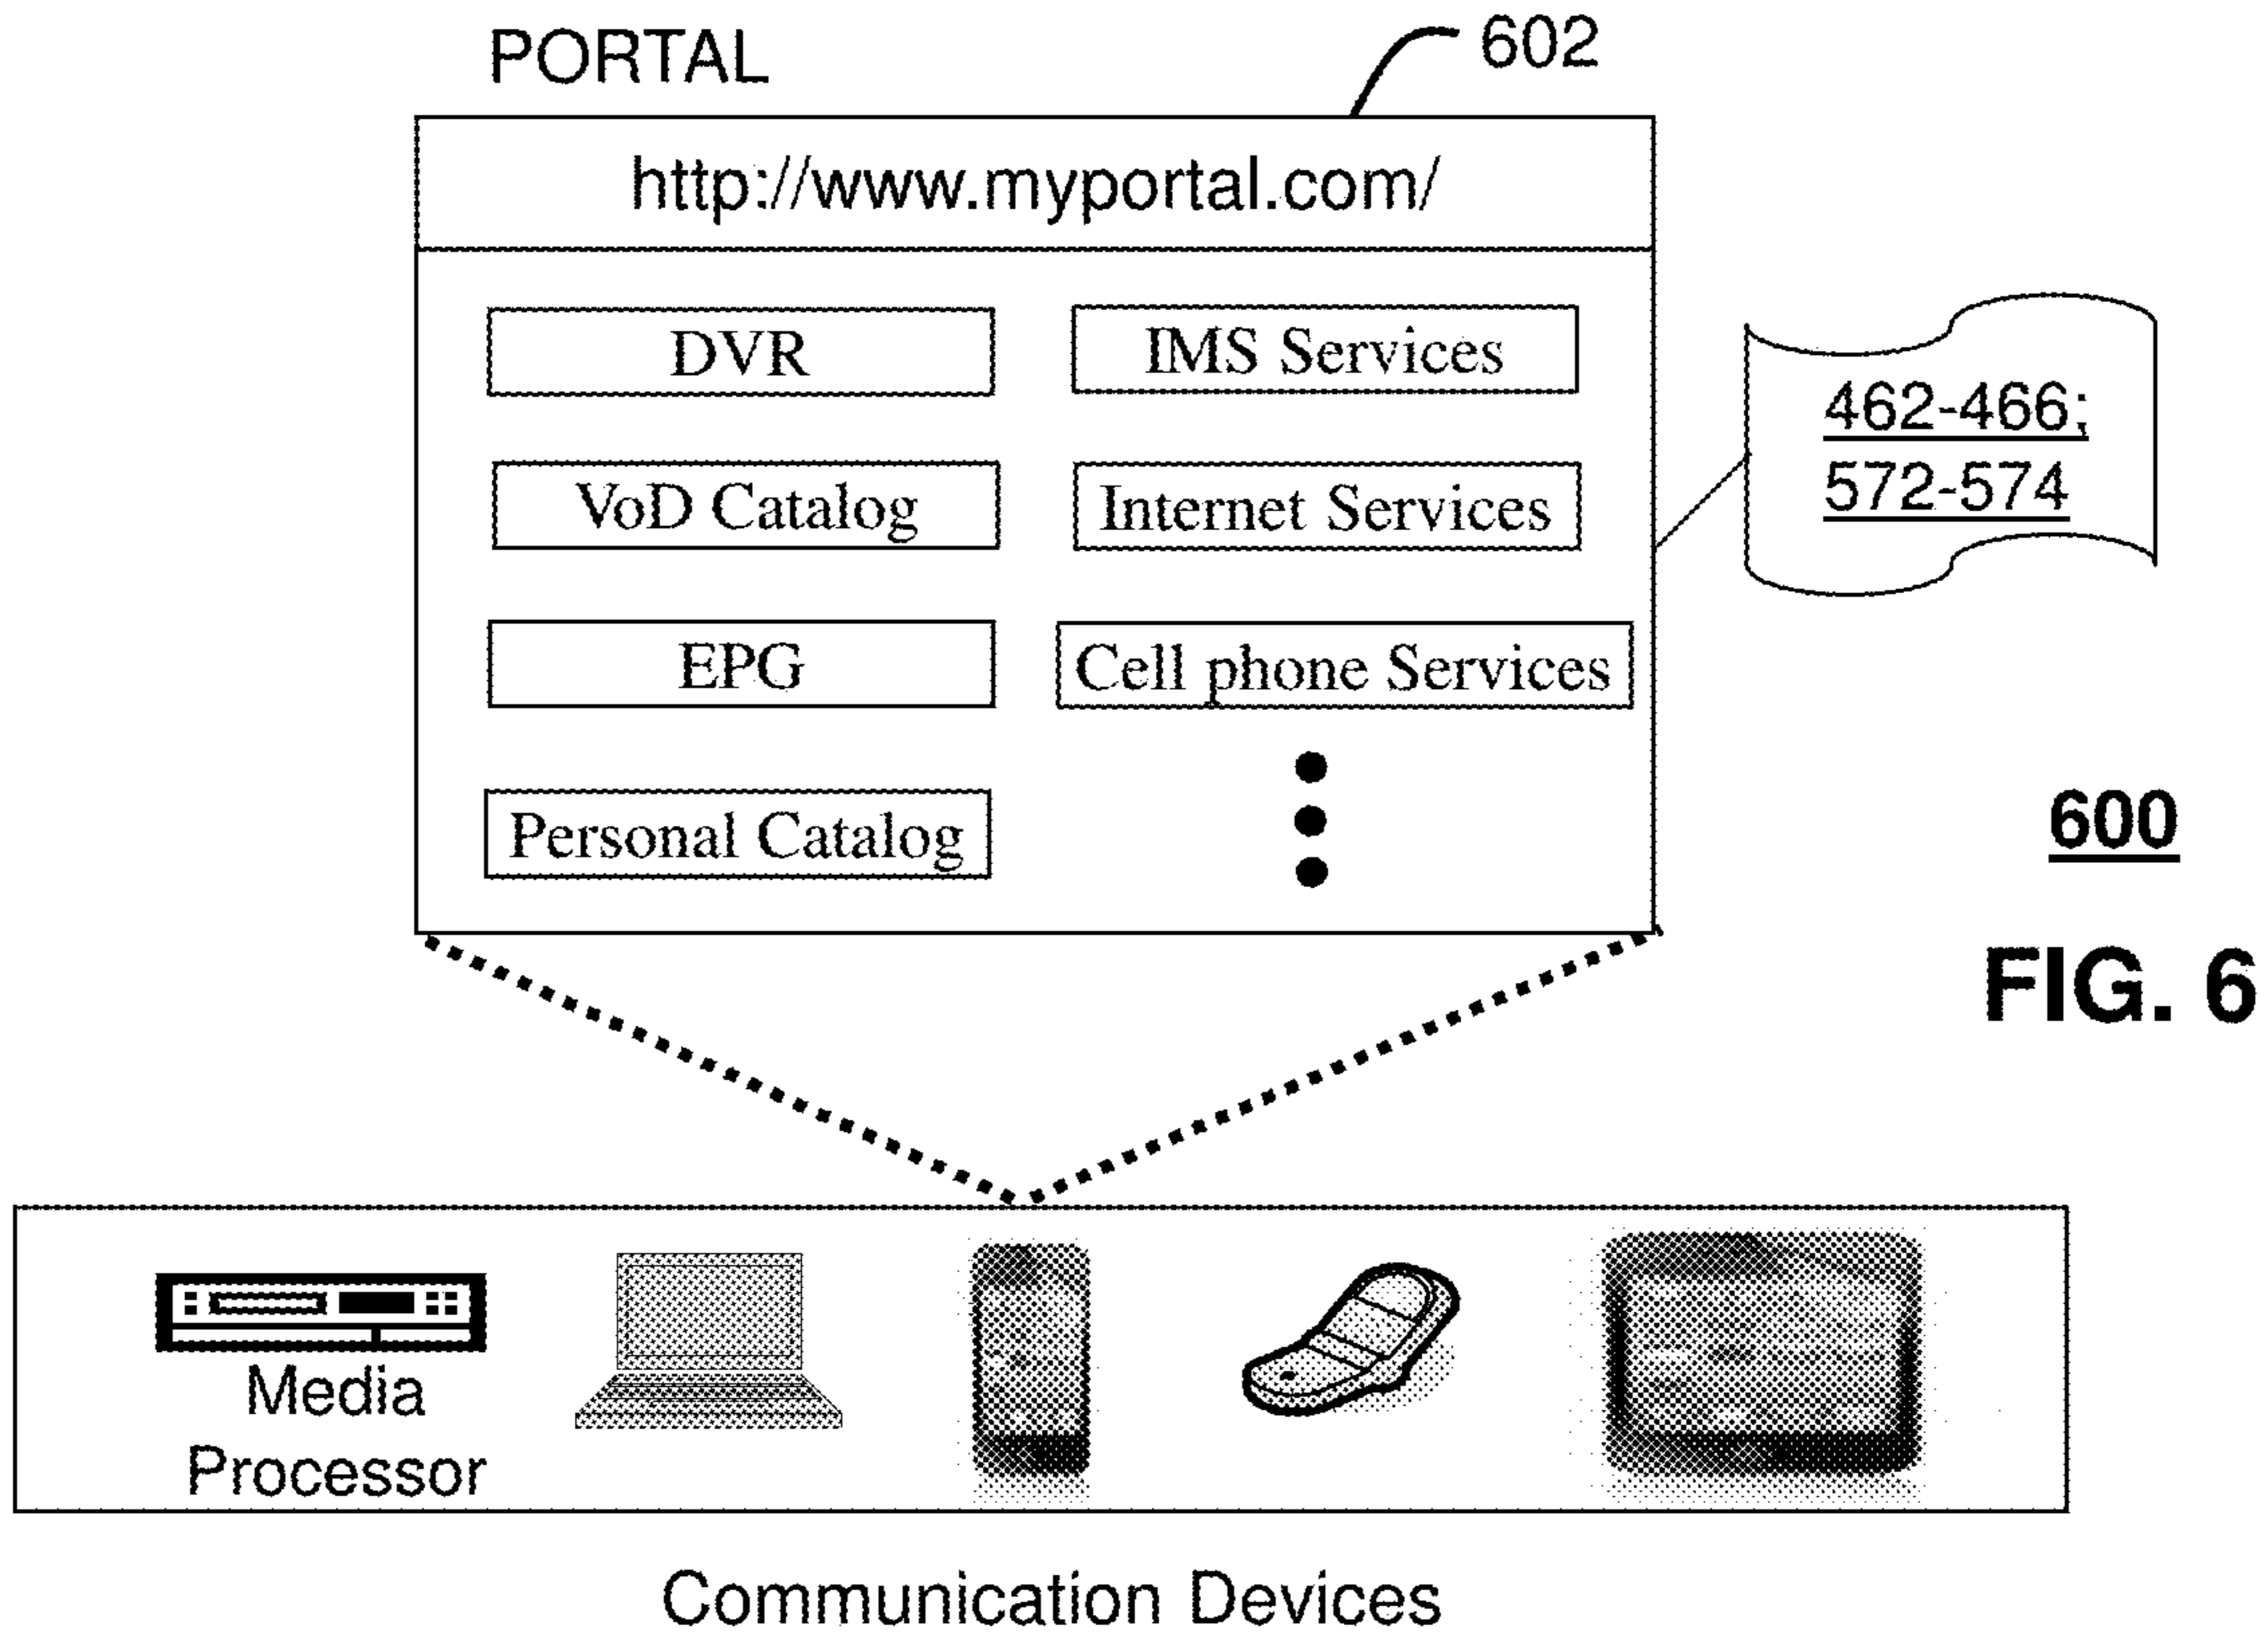 PORTAL
602
http://www.myportal.com/
DVR
IMS Services
VoD Catalog
Internet Services
EPG
Cell phone Services
Personal Catalog
462-466;
572-574
600
FIG. 6
Media
Processor
Communication Devices